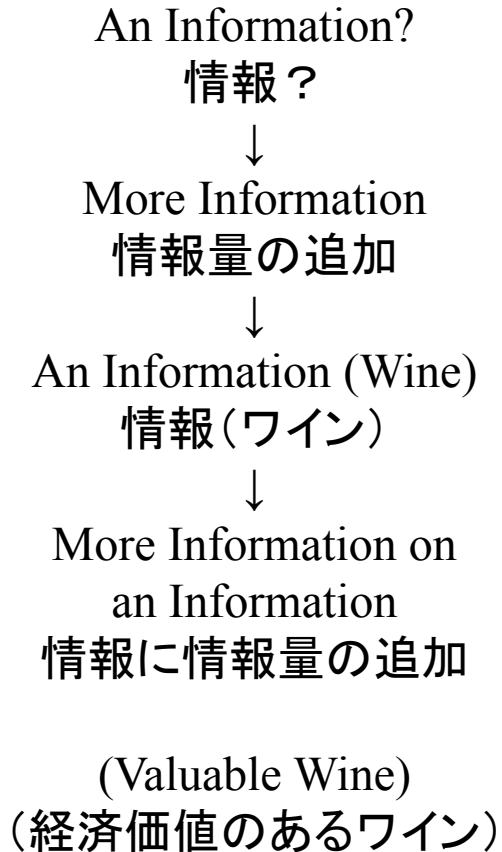 An Information?
情報？
↓
More Information
情報量の追加
↓
An Information (Wine)
情報（ワイン）
↓
More Information on
an Information
情報に情報量の追加
(Valuable Wine)
（経済価値のあるワイン）